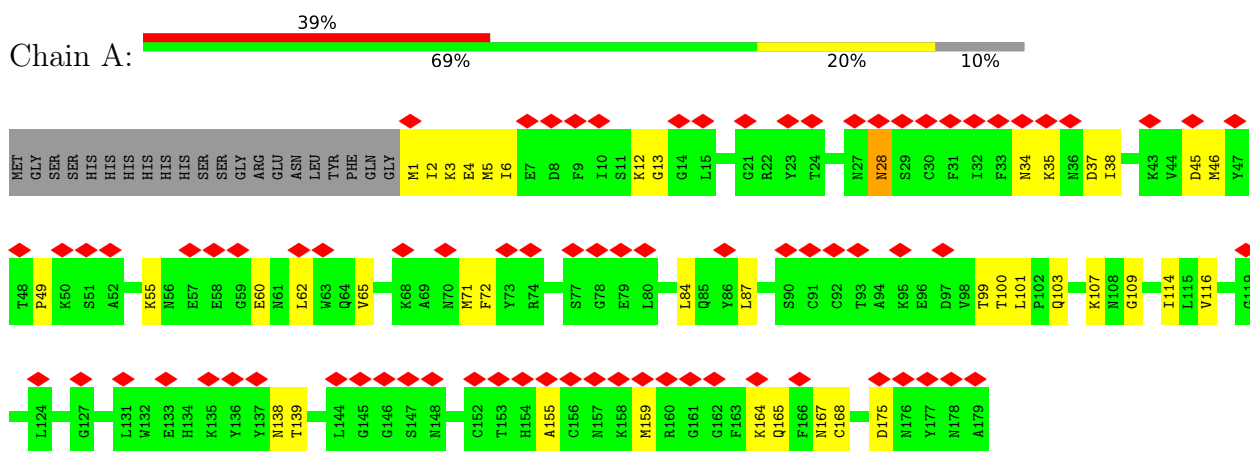 39%
Chain A:
69% 20% 10%
MET GLY SER SER HIS HIS HIS HIS HIS HIS SER SER GLY ARG GLU ASN LEU TYR PHE GLN GLY M1 I2 K3 E4 M5 I6 E7 D8 F9 I10 S11 K12 G13 G14 L15 G21 R22 Y23 T24 N27 N28 S29 C30 F31 I32 F33 N34 K35 N36 D37 I38 K43 V44 D45 M46 Y47
T48 P49 K50 S51 A52 K55 N56 E57 E58 G59 E60 N61 L62 W63 Q64 V65 K68 A69 N70 M71 F72 Y73 R74 S77 G78 E79 L80 L84 Q85 Y86 L87 S90 C91 C92 T93 A94 K95 E96 D97 V98 T99 T100 L101 P102 Q103 K107 N108 G109 I114 L115 V116 G119
L124 G127 L131 W132 E133 H134 K135 Y136 Y137 N138 T139 L144 G145 G146 S147 N148 C152 T153 H154 A155 C156 N157 K158 M159 R160 G161 G162 F163 K164 Q165 F166 N167 C168 D175 N176 Y177 N178 A179